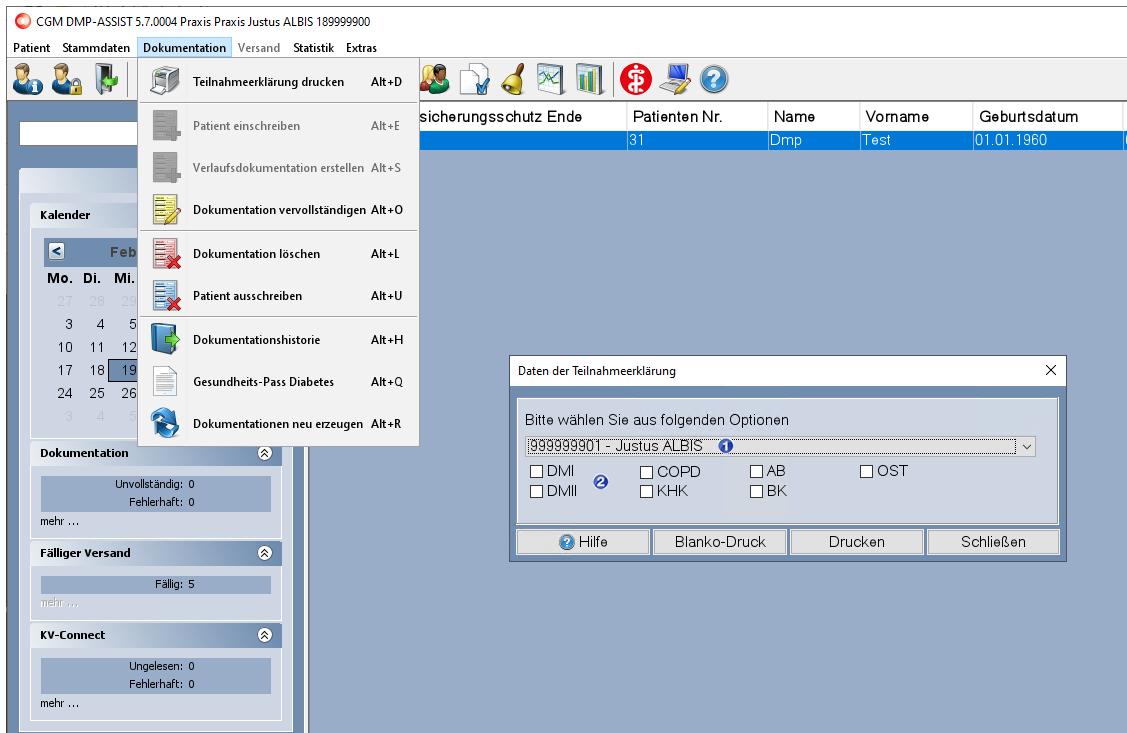 CGM DMP-ASSIST 5.7.0004 Praxis Praxis Justus ALBIS 189999900
Patient Stammdaten Dokumentation Versand Statistik Extras
Teilnahmeerklärung drucken Alt+D
Patient einschreiben Alt+E
Verlaufsdokumentation erstellen Alt+S
Dokumentation vervollständigen Alt+O
Dokumentation löschen Alt+L
Patient ausschreiben Alt+U
Dokumentationshistorie Alt+H
Gesundheits-Pass Diabetes Alt+Q
Dokumentationen neu erzeugen Alt+R
sicherungsschutz Ende Patienten Nr. Name Vorname Geburtsdatum
31 Dmp Test 01.01.1960
Kalender
< Feb
Mo. Di. Mi.
27 28 29
3 4 5
10 11 12
17 18 19
24 25 26
3 4 5
Dokumentation
Unvollständig: 0
Fehlerhaft: 0
mehr ...
Fälliger Versand
Fällig: 5
mehr ...
KV-Connect
Ungelesen: 0
Fehlerhaft: 0
mehr ...
Daten der Teilnahmeerklärung
Bitte wählen Sie aus folgenden Optionen
999999901 - Justus ALBIS 1
DMI COPD AB OST
2
DMII KHK BK
? Hilfe Blanko-Druck Drucken Schließen